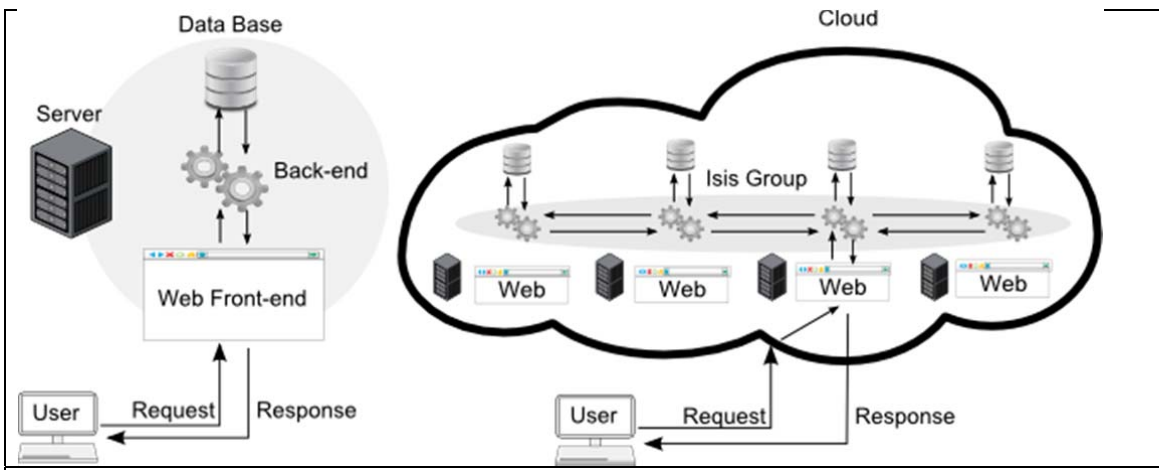 Data Base
Server
Back-end
Web Front-end
User
Request
Response
Cloud
Isis Group
Web
Web
Web
Web
User
Request
Response